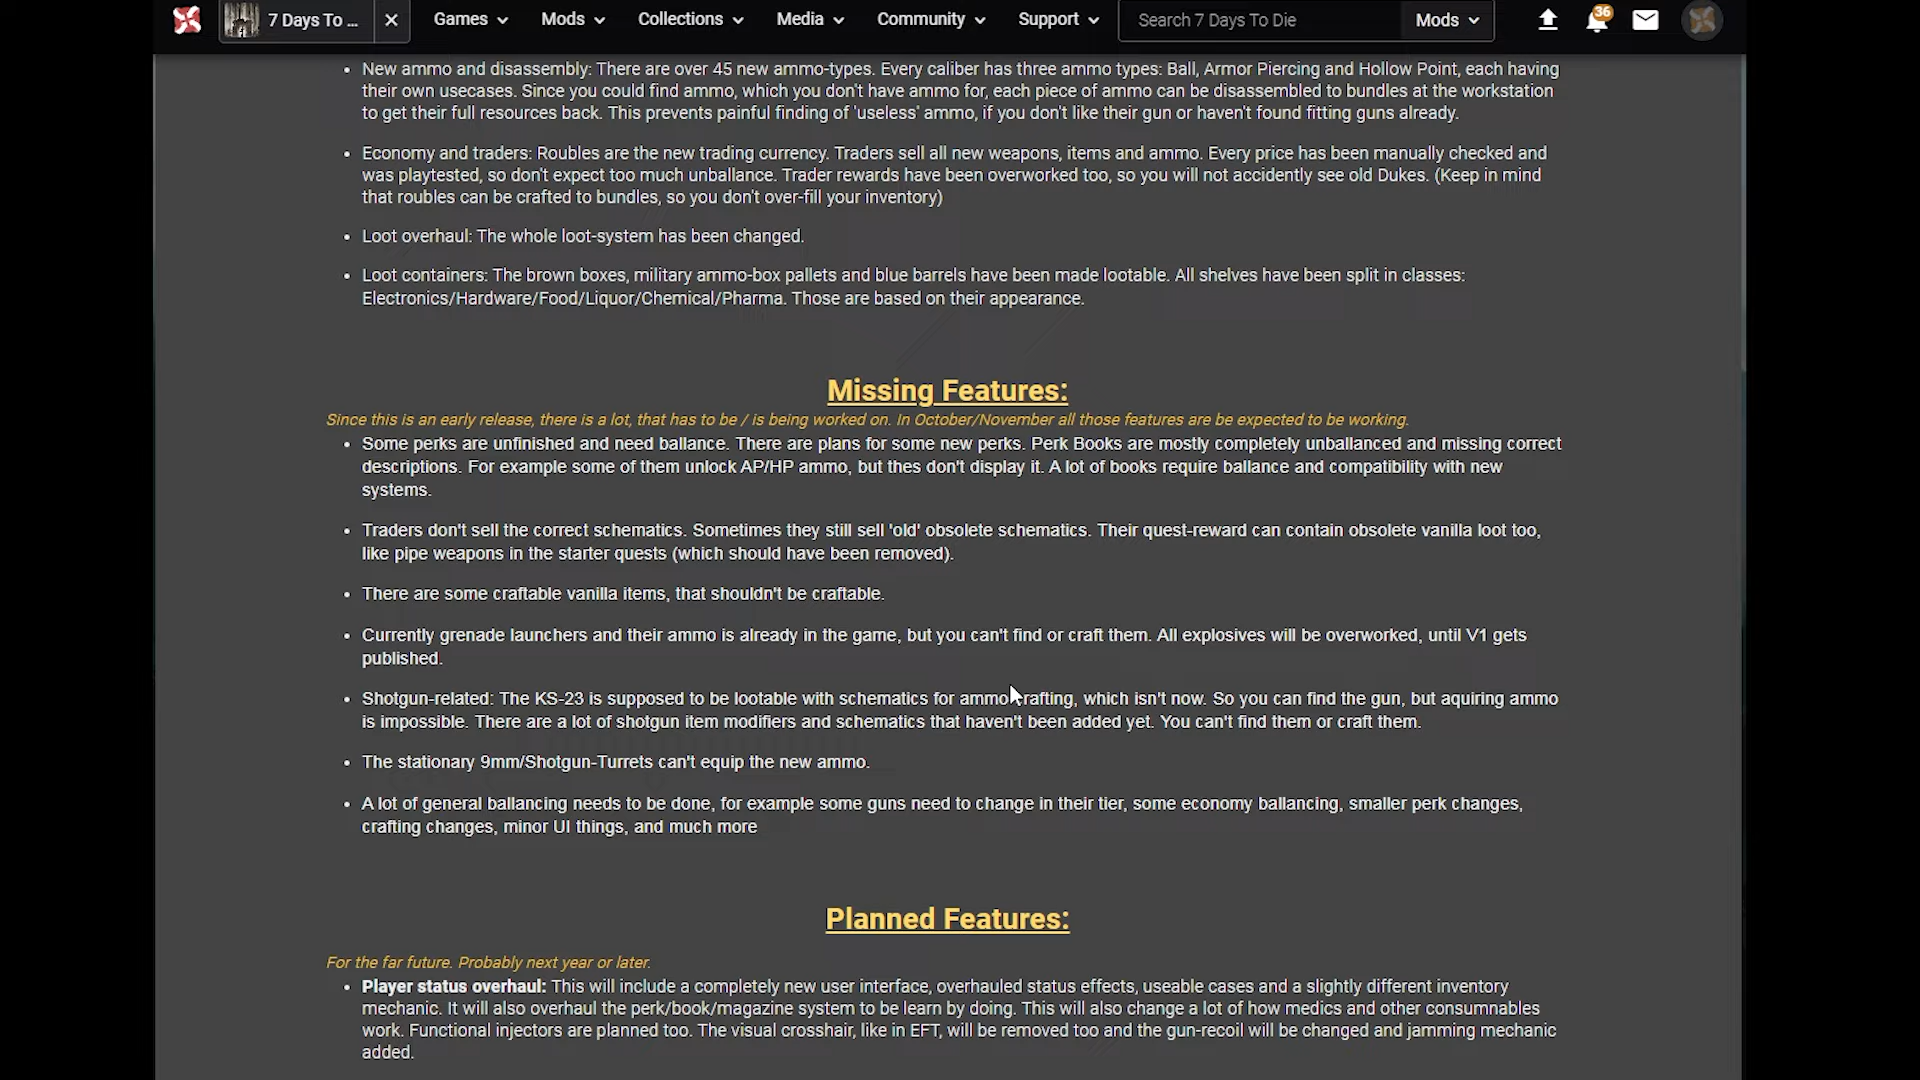 7 Days To ...
Games
Mods
Collections
Media
Community
Support
Search 7 Days To Die
Mods
36
New ammo and disassembly: There are over 45 new ammo-types. Every caliber has three ammo types: Ball, Armor Piercing and Hollow Point, each having
their own usecases. Since you could find ammo, which you don't have ammo for, each piece of ammo can be disassembled to bundles at the workstation
to get their full resources back. This prevents painful finding of 'useless' ammo, if you don't like their gun or haven't found fitting guns already.
Economy and traders: Roubles are the new trading currency. Traders sell all new weapons, items and ammo. Every price has been manually checked and
was playtested, so don't expect too much unballance. Trader rewards have been overworked too, so you will not accidently see old Dukes. (Keep in mind
that roubles can be crafted to bundles, so you don't over-fill your inventory)
Loot overhaul: The whole loot-system has been changed.
Loot containers: The brown boxes, military ammo-box pallets and blue barrels have been made lootable. All shelves have been split in classes:
Electronics/Hardware/Food/Liquor/Chemical/Pharma. Those are based on their appearance.
Missing Features:
Since this is an early release, there is a lot, that has to be / is being worked on. In October/November all those features are be expected to be working.
Some perks are unfinished and need ballance. There are plans for some new perks. Perk Books are mostly completely unballanced and missing correct
descriptions. For example some of them unlock AP/HP ammo, but thes don't display it. A lot of books require ballance and compatibility with new
systems.
Traders don't sell the correct schematics. Sometimes they still sell 'old' obsolete schematics. Their quest-reward can contain obsolete vanilla loot too,
like pipe weapons in the starter quests (which should have been removed).
There are some craftable vanilla items, that shouldn't be craftable.
Currently grenade launchers and their ammo is already in the game, but you can't find or craft them. All explosives will be overworked, until V1 gets
published.
Shotgun-related: The KS-23 is supposed to be lootable with schematics for ammo crafting, which isn't now. So you can find the gun, but aquiring ammo
is impossible. There are a lot of shotgun item modifiers and schematics that haven't been added yet. You can't find them or craft them.
The stationary 9mm/Shotgun-Turrets can't equip the new ammo.
A lot of general ballancing needs to be done, for example some guns need to change in their tier, some economy ballancing, smaller perk changes,
crafting changes, minor UI things, and much more
Planned Features:
For the far future. Probably next year or later.
Player status overhaul: This will include a completely new user interface, overhauled status effects, useable cases and a slightly different inventory
mechanic. It will also overhaul the perk/book/magazine system to be learn by doing. This will also change a lot of how medics and other consumnables
work. Functional injectors are planned too. The visual crosshair, like in EFT, will be removed too and the gun-recoil will be changed and jamming mechanic
added.